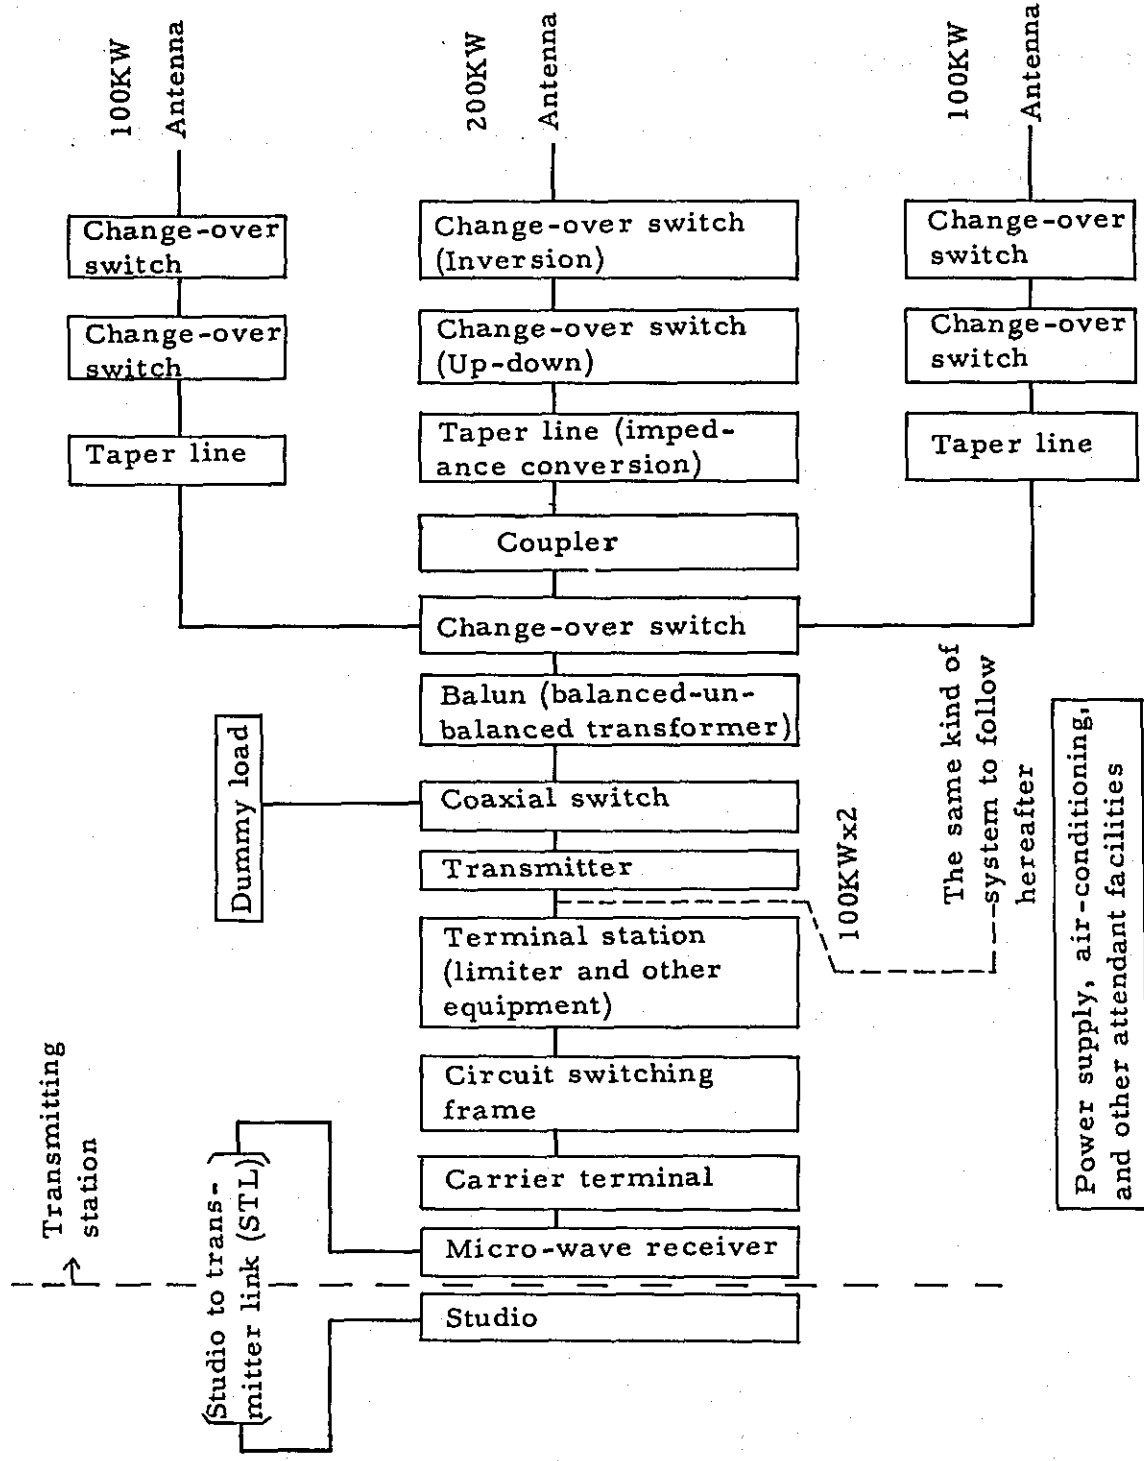 100KW
Antenna
200KW
Antenna
100KW
Antenna
Change-over
switch
Change-over switch
(Inversion)
Change-over
switch
Change-over
switch
Change-over switch
(Up-down)
Change-over
switch
Taper line
Taper line (imped-
ance conversion)
Taper line
Coupler
Change-over switch
Balun (balanced-un-
balanced transformer)
Dummy load
Coaxial switch
Transmitter
100KWx2
The same kind of
system to follow
hereafter
Terminal station
(limiter and other
equipment)
Circuit switching
frame
Carrier terminal
Micro-wave receiver
Studio
Transmitting
station
(Studio to trans-
mitter link (STL))
Power supply, air-conditioning,
and other attendant facilities